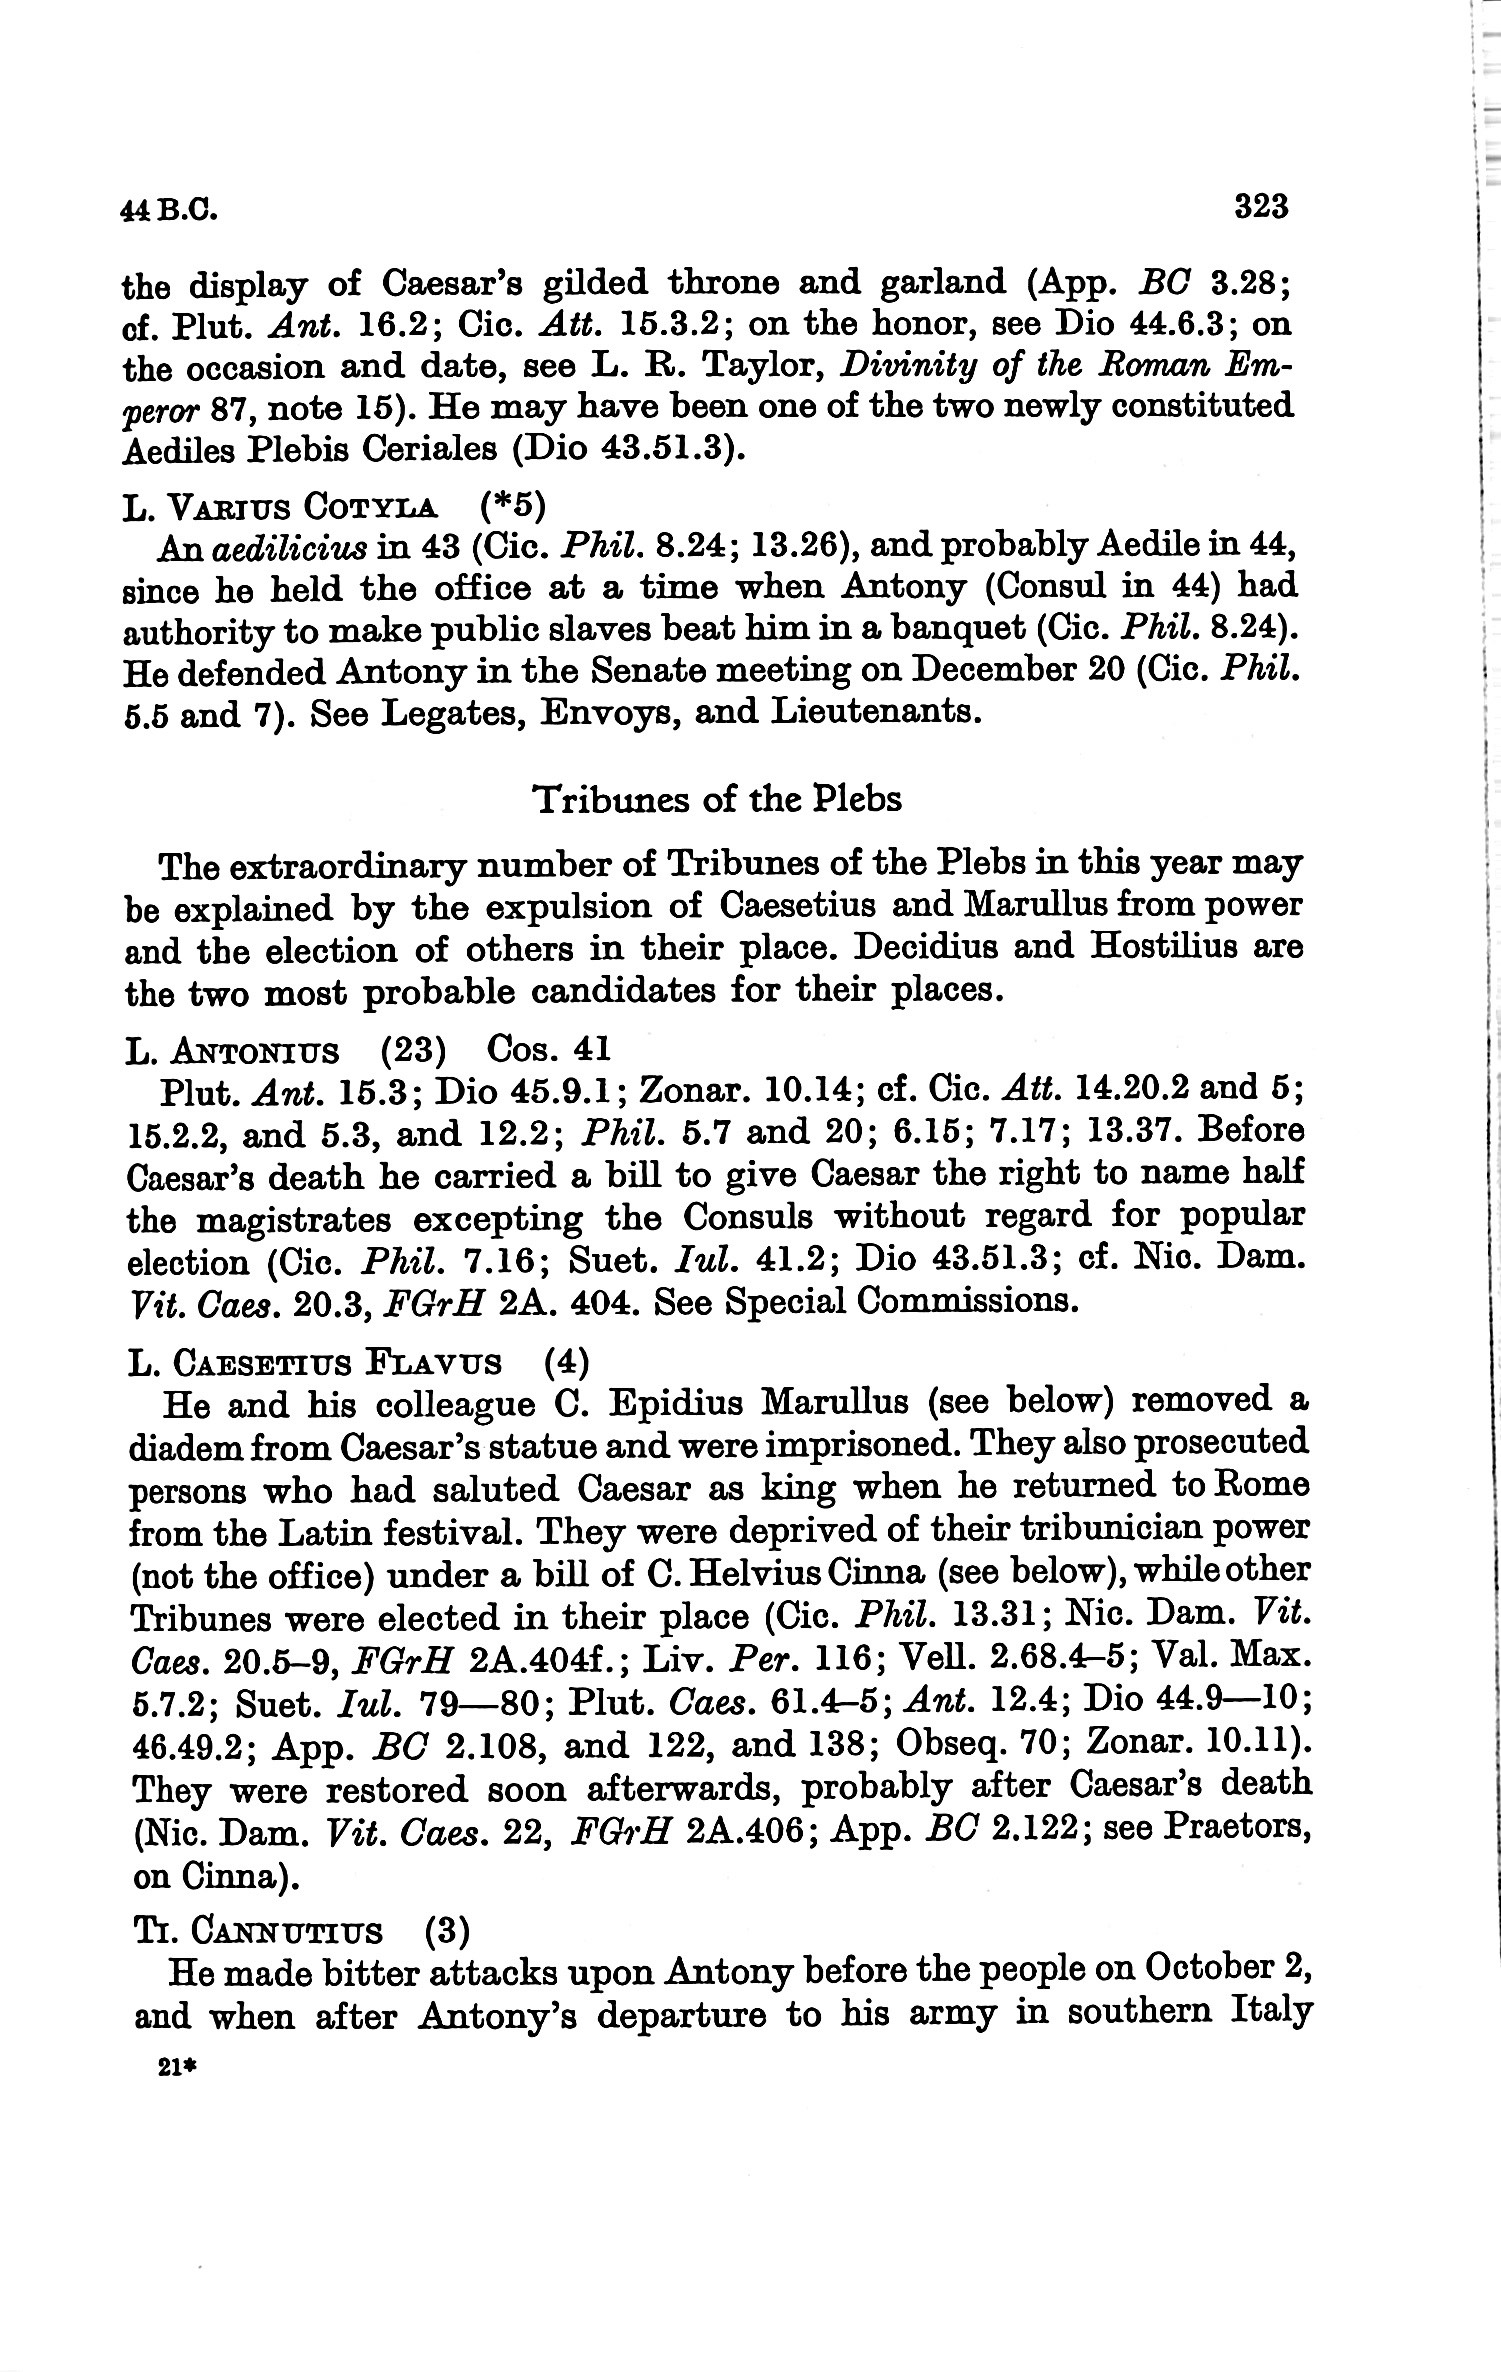 44 B.C. 323
the display of Caesar's gilded throne and garland (App. BC 3.28;
cf. Plut. Ant. 16.2; Cic. Att. 15.3.2; on the honor, see Dio 44.6.3; on
the occasion and date, see L. R. Taylor, Divinity of the Roman Em-
peror 87, note 15). He may have been one of the two newly constituted
Aediles Plebis Ceriales (Dio 43.51.3).
L. VARIUS COTYLA (*5)
An aedilicius in 43 (Cic. Phil. 8.24; 13.26), and probably Aedile in 44,
since he held the office at a time when Antony (Consul in 44) had
authority to make public slaves beat him in a banquet (Cic. Phil. 8.24).
He defended Antony in the Senate meeting on December 20 (Cic. Phil.
5.5 and 7). See Legates, Envoys, and Lieutenants.
Tribunes of the Plebs
The extraordinary number of Tribunes of the Plebs in this year may
be explained by the expulsion of Caesetius and Marullus from power
and the election of others in their place. Decidius and Hostilius are
the two most probable candidates for their places.
L. ANTONIUS (23) Cos. 41
Plut. Ant. 15.3; Dio 45.9.1; Zonar. 10.14; cf. Cic. Att. 14.20.2 and 5;
15.2.2, and 5.3, and 12.2; Phil. 5.7 and 20; 6.15; 7.17; 13.37. Before
Caesar's death he carried a bill to give Caesar the right to name half
the magistrates excepting the Consuls without regard for popular
election (Cic. Phil. 7.16; Suet. Iul. 41.2; Dio 43.51.3; cf. Nic. Dam.
Vit. Caes. 20.3, FGrH 2A. 404. See Special Commissions.
L. CAESETIUS FLAVUS (4)
He and his colleague C. Epidius Marullus (see below) removed a
diadem from Caesar's statue and were imprisoned. They also prosecuted
persons who had saluted Caesar as king when he returned to Rome
from the Latin festival. They were deprived of their tribunician power
(not the office) under a bill of C. Helvius Cinna (see below), while other
Tribunes were elected in their place (Cic. Phil. 13.31; Nic. Dam. Vit.
Caes. 20.5–9, FGrH 2A.404f.; Liv. Per. 116; Vell. 2.68.4–5; Val. Max.
5.7.2; Suet. Iul. 79—80; Plut. Caes. 61.4–5; Ant. 12.4; Dio 44.9—10;
46.49.2; App. BC 2.108, and 122, and 138; Obseq. 70; Zonar. 10.11).
They were restored soon afterwards, probably after Caesar's death
(Nic. Dam. Vit. Caes. 22, FGrH 2A.406; App. BC 2.122; see Praetors,
on Cinna).
TI. CANNUTIUS (3)
He made bitter attacks upon Antony before the people on October 2,
and when after Antony's departure to his army in southern Italy
21*